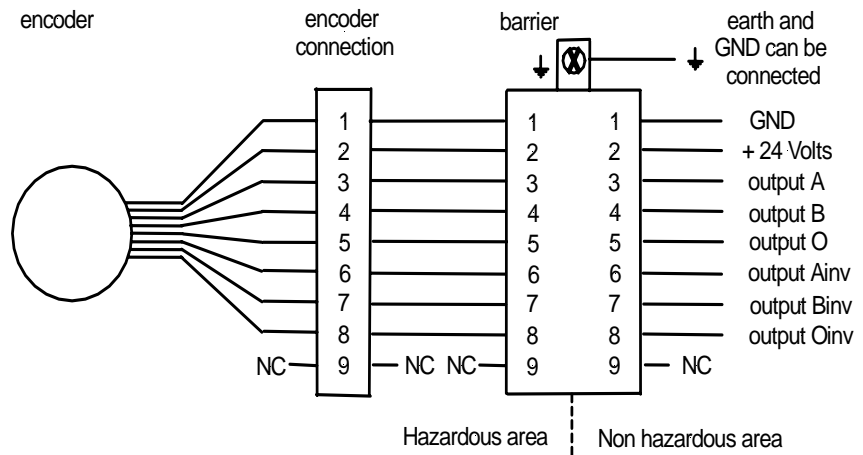 encoder
encoder
connection
barrier
earth and
GND can be
connected
1 1 1 GND
2 2 2 + 24 Volts
3 3 3 output A
4 4 4 output B
5 5 5 output O
6 6 6 output Ainv
7 7 7 output Binv
8 8 8 output Oinv
NC 9 NC NC 9 9 NC
Hazardous area Non hazardous area